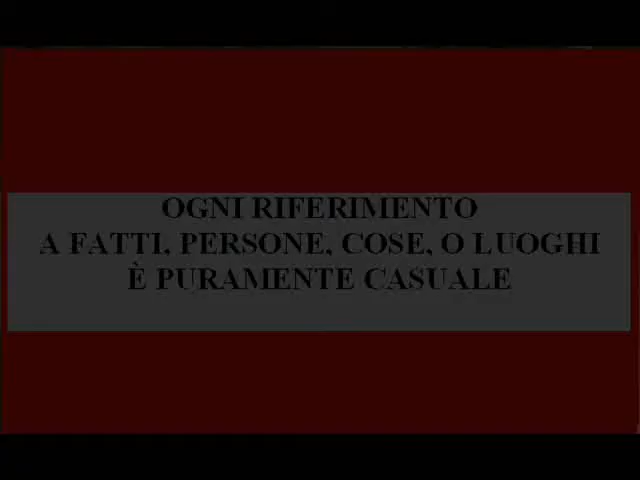 OGNI RIFERIMENTO
A FATTI, PERSONE, COSE, O LUOGHI
È PURAMENTE CASUALE